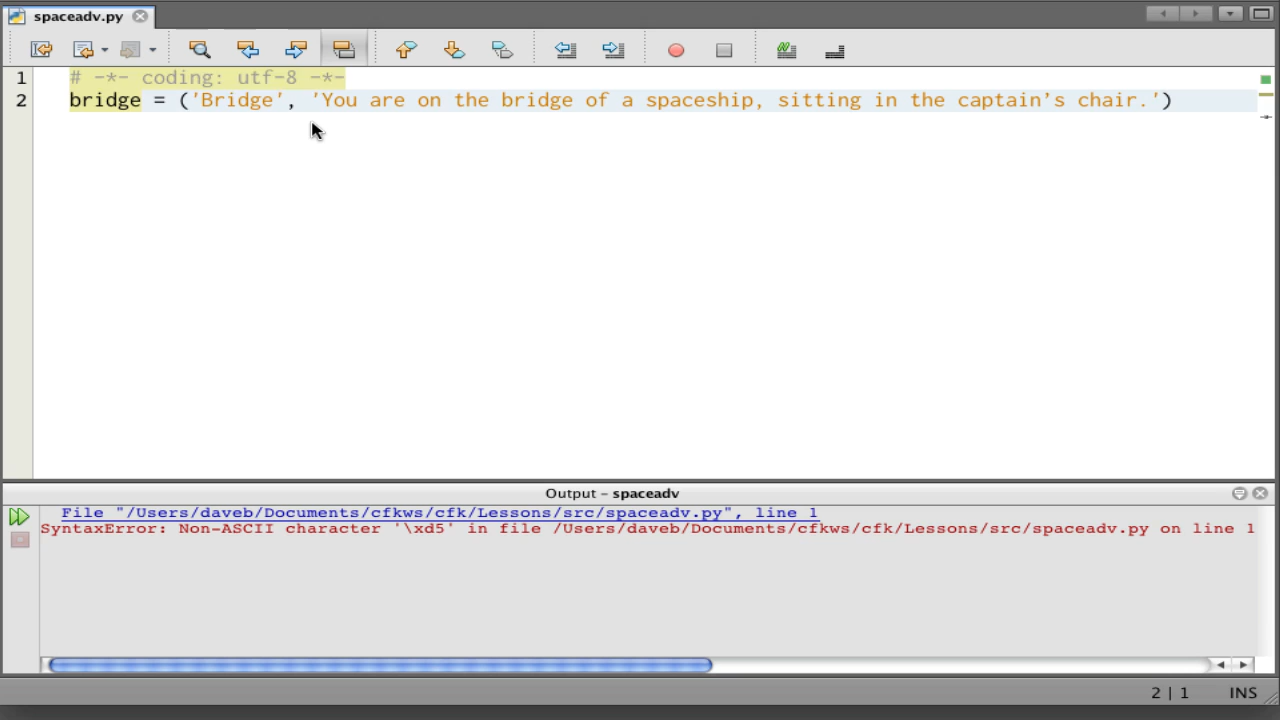 spaceadv.py
1 # -*- coding: utf-8 -*-
2 bridge = ('Bridge', 'You are on the bridge of a spaceship, sitting in the captain’s chair.')
Output – spaceadv
File "/Users/daveb/Documents/cfkws/cfk/Lessons/src/spaceadv.py", line 1
SyntaxError: Non-ASCII character '\xd5' in file /Users/daveb/Documents/cfkws/cfk/Lessons/src/spaceadv.py on line 1
2 | 1 INS